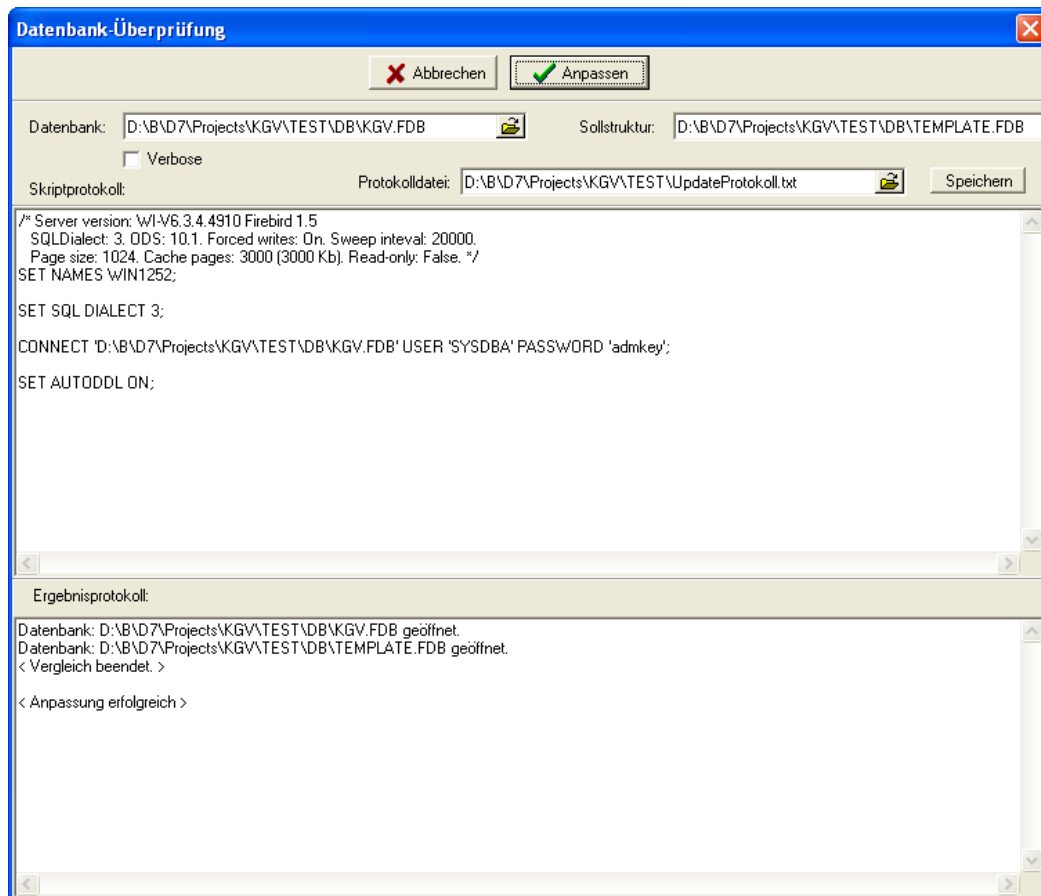 Datenbank-Überprüfung
Abbrechen
Anpassen
Datenbank: D:\B\D7\Projects\KGV\TEST\DB\KGV.FDB
Sollstruktur: D:\B\D7\Projects\KGV\TEST\DB\TEMPLATE.FDB
Verbose
Skriptprotokoll:
Protokolldatei: D:\B\D7\Projects\KGV\TEST\UpdateProtokoll.txt
Speichern
/* Server version: WI-V6.3.4.4910 Firebird 1.5
SQLDialect: 3. ODS: 10.1. Forced writes: On. Sweep inteval: 20000.
Page size: 1024. Cache pages: 3000 (3000 Kb). Read-only: False. */
SET NAMES WIN1252;
SET SQL DIALECT 3;
CONNECT 'D:\B\D7\Projects\KGV\TEST\DB\KGV.FDB' USER 'SYSDBA' PASSWORD 'admkey';
SET AUTODDL ON;
Ergebnisprotokoll:
Datenbank: D:\B\D7\Projects\KGV\TEST\DB\KGV.FDB geöffnet.
Datenbank: D:\B\D7\Projects\KGV\TEST\DB\TEMPLATE.FDB geöffnet.
< Vergleich beendet. >
< Anpassung erfolgreich >